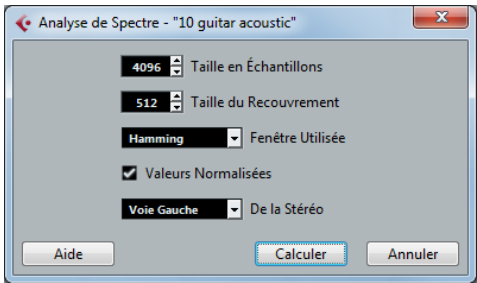 Analyse de Spectre - "10 guitar acoustic"
4096 Taille en Échantillons
512 Taille du Recouvrement
Hamming Fenêtre Utilisée
Valeurs Normalisées
Voie Gauche De la Stéréo
Aide Calculer Annuler